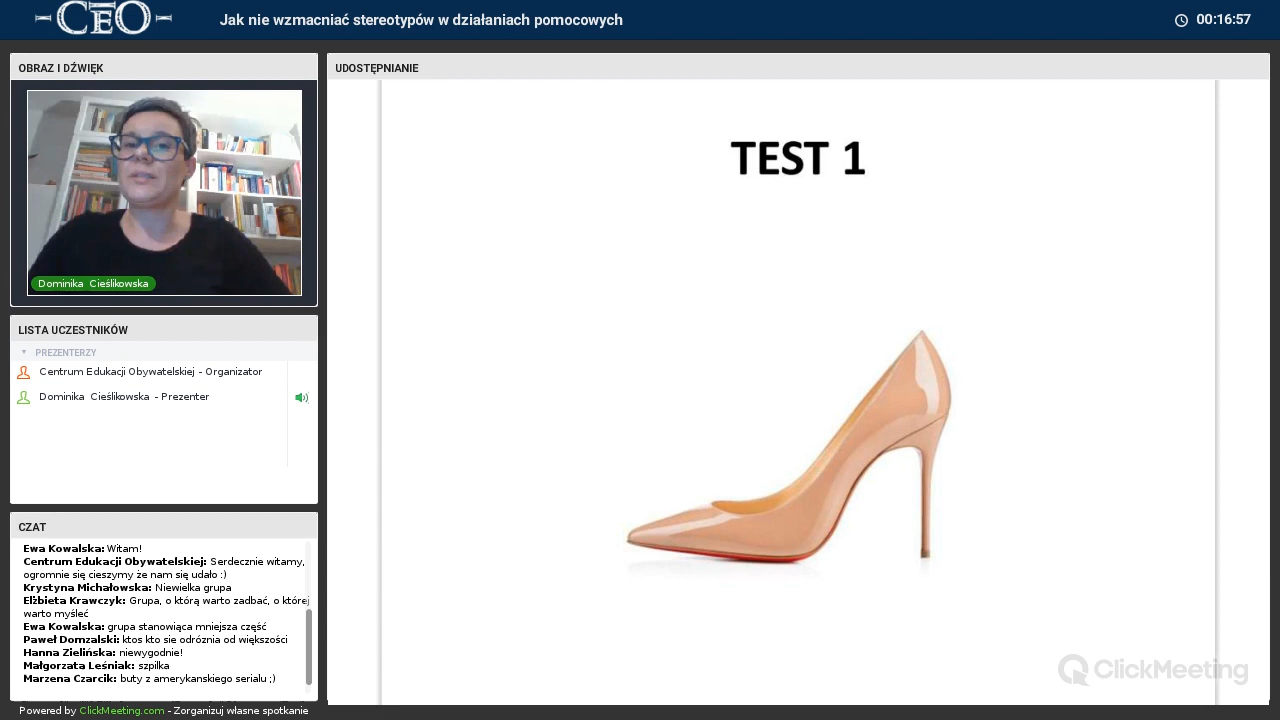 CEO
Jak nie wzmacniać stereotypów w działaniach pomocowych
00:16:57
OBRAZ I DŹWIĘK
Dominika Cieślikowska
LISTA UCZESTNIKÓW
PREZENTERZY
Centrum Edukacji Obywatelskiej - Organizator
Dominika Cieślikowska - Prezenter
CZAT
Ewa Kowalska: Witam!
Centrum Edukacji Obywatelskiej: Serdecznie witamy,
ogromnie się cieszymy że nam się udało :)
Krystyna Michałowska: Niewielka grupa
Elżbieta Krawczyk: Grupa, o którą warto zadbać, o której
warto myśleć
Ewa Kowalska: grupa stanowiąca mniejsza część
Paweł Domzalski: ktos kto sie odróznia od większości
Hanna Zielińska: niewygodnie!
Małgorzata Leśniak: szpilka
Marzena Czarcik: buty z amerykanskiego serialu ;)
Powered by ClickMeeting.com - Zorganizuj własne spotkanie
UDOSTĘPNIANIE
TEST 1
ClickMeeting